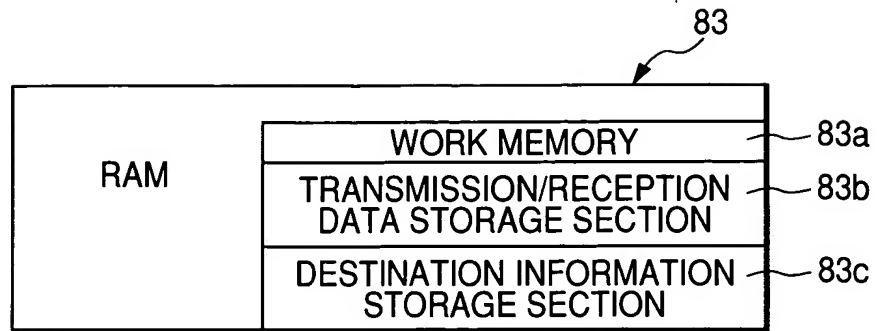 83
WORK MEMORY
83a
RAM
TRANSMISSION/RECEPTION
DATA STORAGE SECTION
83b
DESTINATION INFORMATION
STORAGE SECTION
83c